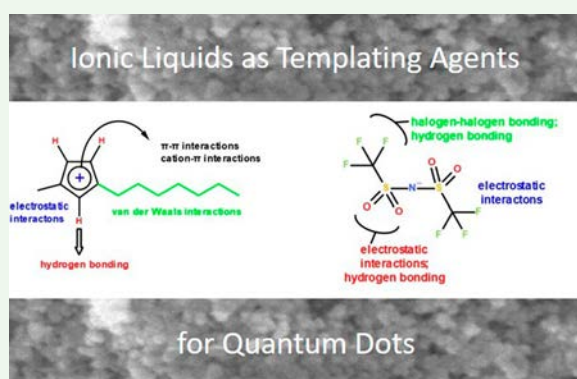 Ionic Liquids as Templating Agents
halogen-halogen bonding;
hydrogen bonding
H
H
π-π interactions
cation-π interactions
F
F
F
+
O
O
electrostatic
interactons
van der Waals interactions
S
N
-
S
electrostatic
interactons
H
O
O
F
F
F
hydrogen bonding
electrostatic
interactions;
hydrogen bonding
for Quantum Dots